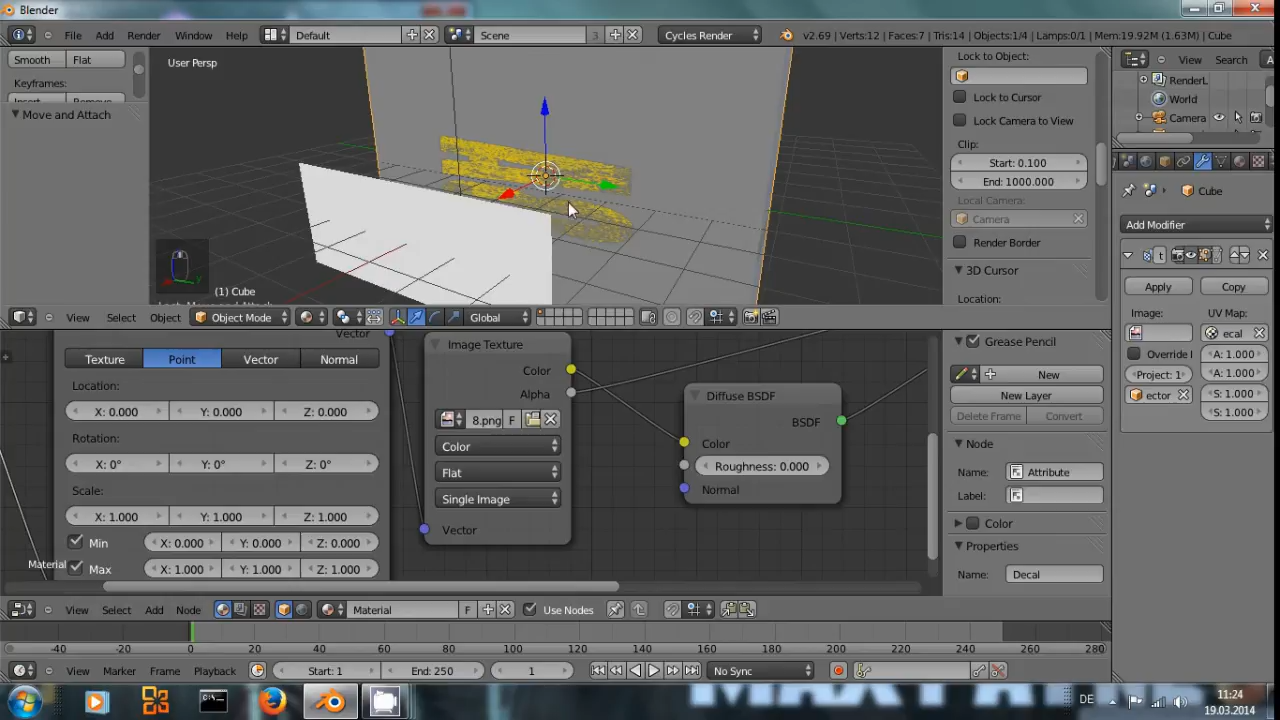 Blender
File Add Render Window Help Default Scene 3 Cycles Render v2.69 | Verts:12 | Faces:7 | Tris:14 | Objects:1/4 | Lamps:0/1 | Mem:19.92M (1.63M) | Cube
Smooth Flat
Keyframes:
Move and Attach
User Persp
(1) Cube
Lock to Object:
Lock to Cursor
Lock Camera to View
Clip:
Start: 0.100
End: 1000.000
Local Camera:
Camera
Render Border
3D Cursor
Location:
View Search
RenderL
World
Camera
Cube
Add Modifier
Apply Copy
Image: UV Map:
ecal
Override I A: 1.000
Project: 1 A: 1.000
ector S: 1.000
S: 1.000
View Select Object Object Mode Global
Vector
Texture Point Vector Normal
Location:
X: 0.000 Y: 0.000 Z: 0.000
Rotation:
X: 0° Y: 0° Z: 0°
Scale:
X: 1.000 Y: 1.000 Z: 1.000
Min X: 0.000 Y: 0.000 Z: 0.000
Max X: 1.000 Y: 1.000 Z: 1.000
Material
Image Texture
Color
Alpha
8.png F
Color
Flat
Single Image
Vector
Diffuse BSDF
BSDF
Color
Roughness: 0.000
Normal
Grease Pencil
New
New Layer
Delete Frame Convert
Node
Name: Attribute
Label:
Color
Properties
Name: Decal
View Select Add Node Material F Use Nodes
-40 -20 0 20 40 60 80 100 120 140 160 180 200 220 240 260 280
View Marker Frame Playback Start: 1 End: 250 1 No Sync
DE 11:24
19.03.2014